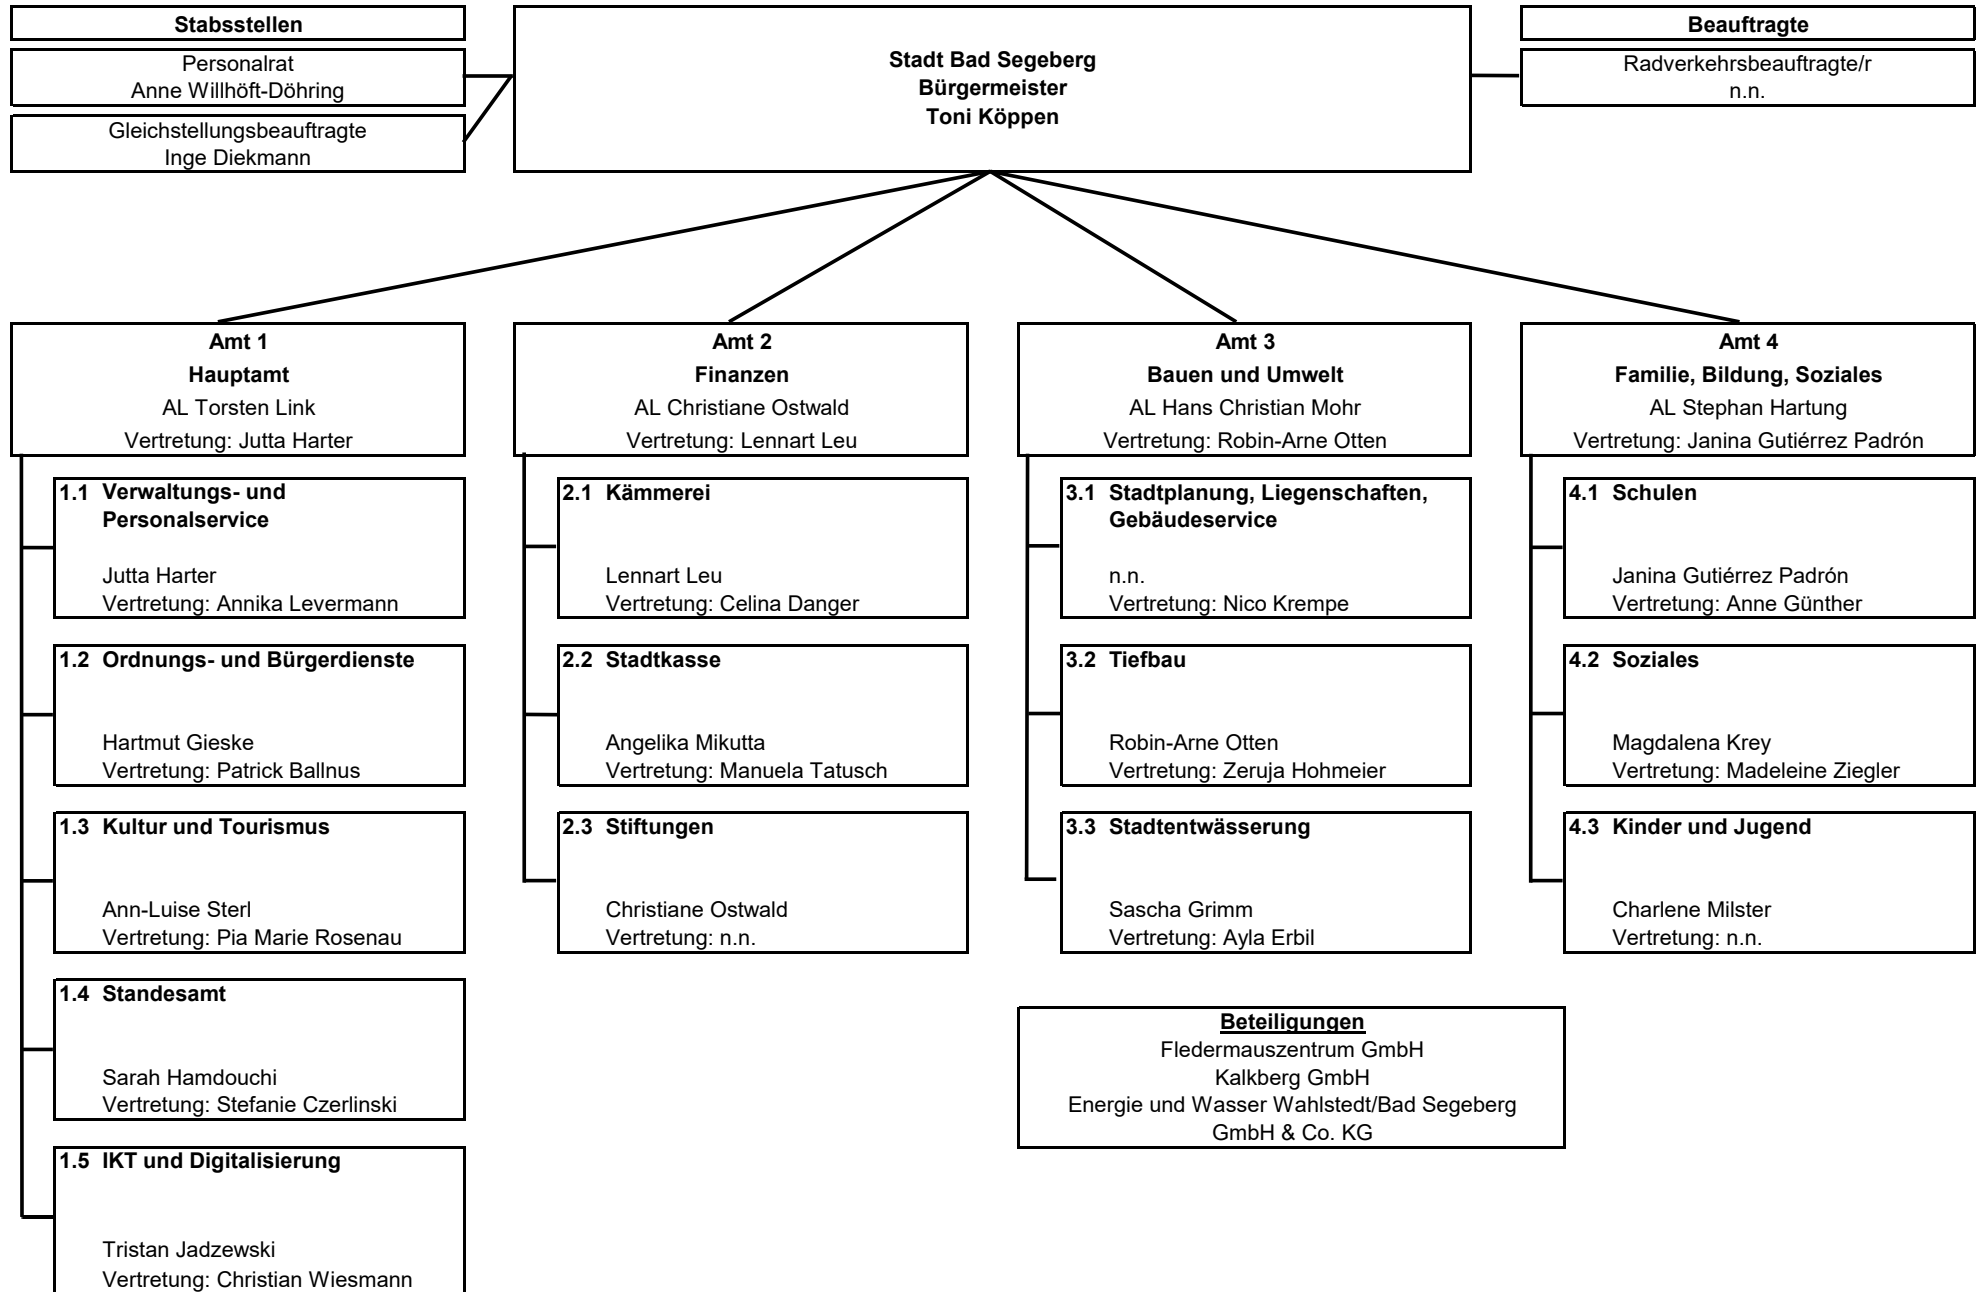 Stabsstellen
Personalrat
Anne Willhöft-Döhring
Gleichstellungsbeauftragte
Inge Diekmann
Stadt Bad Segeberg
Bürgermeister
Toni Köppen
Beauftragte
Radverkehrsbeauftragte/r
n.n.
Amt 1
Hauptamt
AL Torsten Link
Vertretung: Jutta Harter
1.1 Verwaltungs- und
Personalservice
Jutta Harter
Vertretung: Annika Levermann
1.2 Ordnungs- und Bürgerdienste
Hartmut Gieske
Vertretung: Patrick Ballnus
1.3 Kultur und Tourismus
Ann-Luise Sterl
Vertretung: Pia Marie Rosenau
1.4 Standesamt
Sarah Hamdouchi
Vertretung: Stefanie Czerlinski
1.5 IKT und Digitalisierung
Tristan Jadzewski
Vertretung: Christian Wiesmann
Amt 2
Finanzen
AL Christiane Ostwald
Vertretung: Lennart Leu
2.1 Kämmerei
Lennart Leu
Vertretung: Celina Danger
2.2 Stadtkasse
Angelika Mikutta
Vertretung: Manuela Tatusch
2.3 Stiftungen
Christiane Ostwald
Vertretung: n.n.
Amt 3
Bauen und Umwelt
AL Hans Christian Mohr
Vertretung: Robin-Arne Otten
3.1 Stadtplanung, Liegenschaften,
Gebäudeservice
n.n.
Vertretung: Nico Krempe
3.2 Tiefbau
Robin-Arne Otten
Vertretung: Zeruja Hohmeier
3.3 Stadtentwässerung
Sascha Grimm
Vertretung: Ayla Erbil
Amt 4
Familie, Bildung, Soziales
AL Stephan Hartung
Vertretung: Janina Gutiérrez Padrón
4.1 Schulen
Janina Gutiérrez Padrón
Vertretung: Anne Günther
4.2 Soziales
Magdalena Krey
Vertretung: Madeleine Ziegler
4.3 Kinder und Jugend
Charlene Milster
Vertretung: n.n.
Beteiligungen
Fledermauszentrum GmbH
Kalkberg GmbH
Energie und Wasser Wahlstedt/Bad Segeberg
GmbH & Co. KG